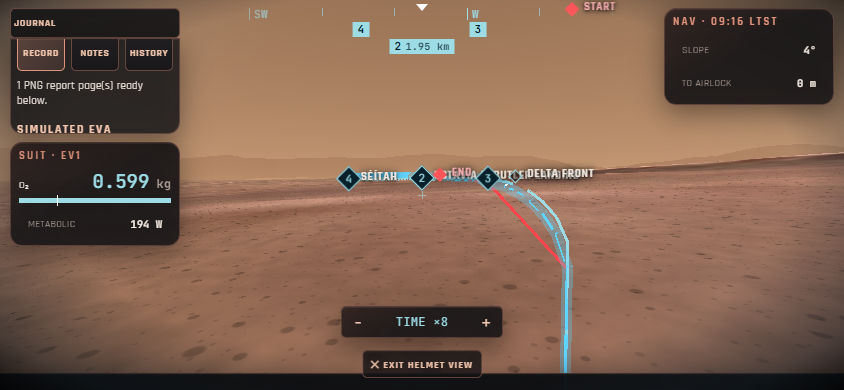 JOURNAL
RECORD NOTES HISTORY
1 PNG report page(s) ready
below.
SIMULATED EVA
SUIT · EV1
O₂ 0.599 kg
METABOLIC 194 W
SW W START
4 3
2 1.95 km
NAV · 09:16 LTST
SLOPE 4°
TO AIRLOCK 0 m
4 SÉÍTAH 2 END 3 DELTA FRONT
- TIME ×8 +
EXIT HELMET VIEW